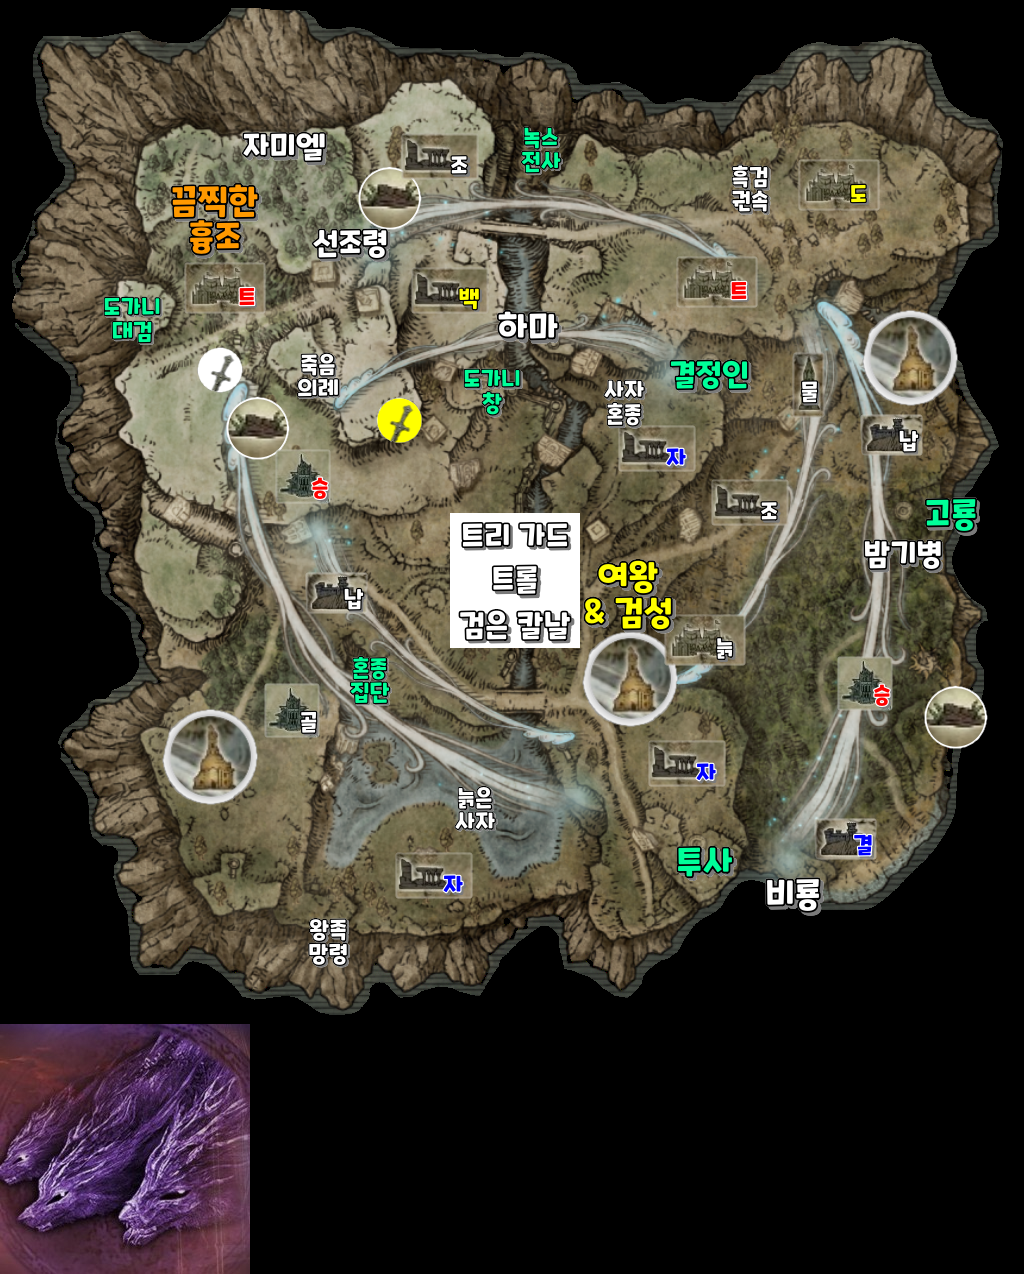 자미엘
조
녹스
전사
흑검
권속
도
끔찍한
흉조
선조령
트
백
트
도가니
대검
하마
죽음
의례
도가니
창
결정인
사자
혼종
물
자
납
승
조
고룡
밤기병
트리 가드
트롤
검은 칼날
여왕
& 검성
납
늙
혼종
집단
승
골
자
늙은
사자
투사
결
자
비룡
왕족
망령